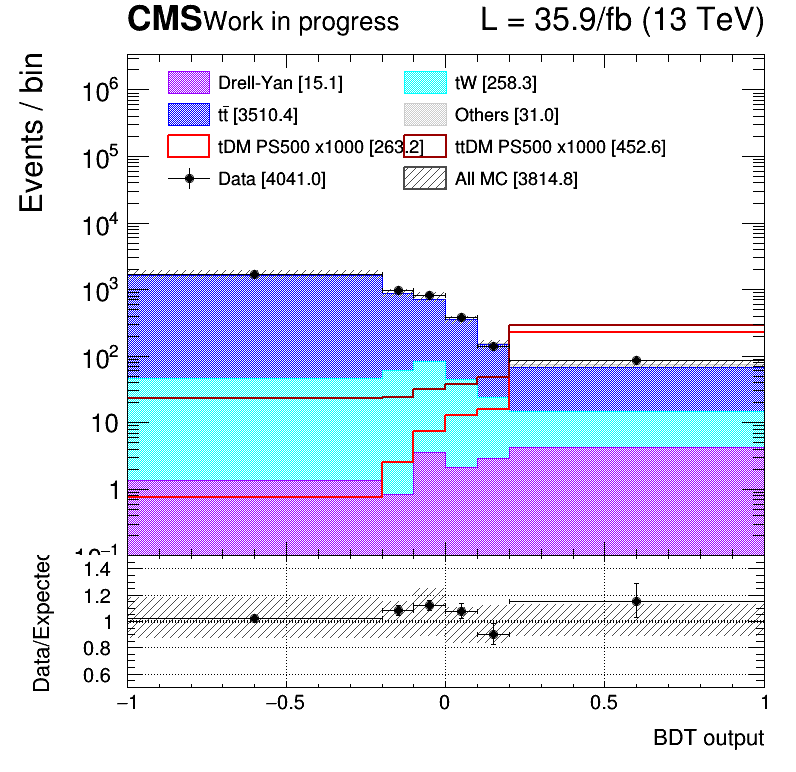 CMS Work in progress L = 35.9/fb (13 TeV)
Events / bin
Drell-Yan [15.1] tW [258.3]
tt̄ [3510.4] Others [31.0]
tDM PS500 x1000 [263.2] ttDM PS500 x1000 [452.6]
Data [4041.0] All MC [3814.8]
10⁶
10⁵
10⁴
10³
10²
10
1
10⁻¹
Data/Expected
1.4
1.2
1
0.8
0.6
−1 −0.5 0 0.5 1
BDT output